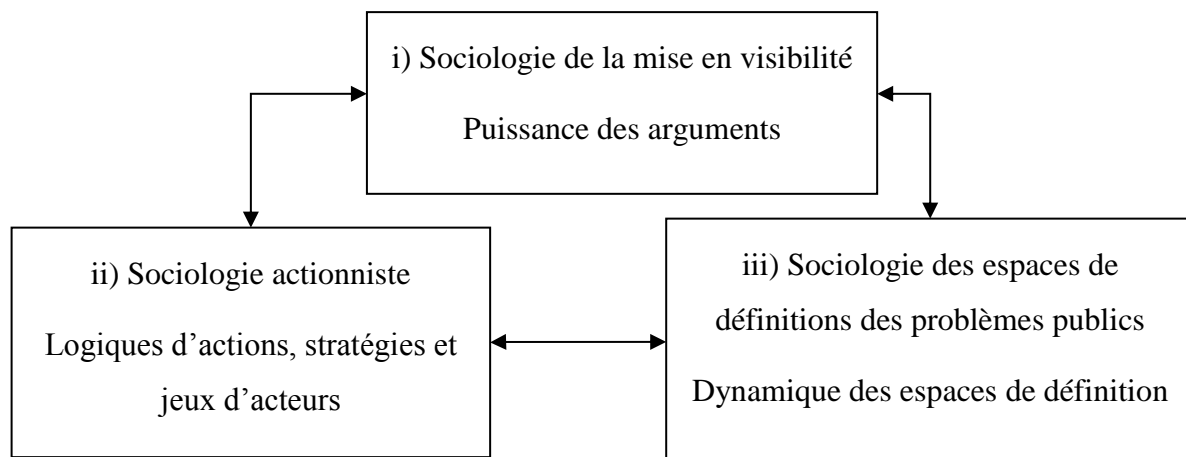 i) Sociologie de la mise en visibilité
Puissance des arguments
ii) Sociologie actionniste
Logiques d’actions, stratégies et
jeux d’acteurs
iii) Sociologie des espaces de
définitions des problèmes publics
Dynamique des espaces de définition